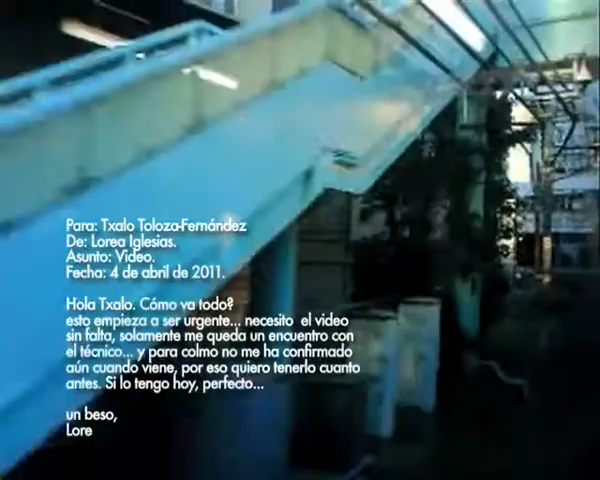 Para: Txalo Toloza-Fernández
De: Lorea Iglesias.
Asunto: Video.
Fecha: 4 de abril de 2011.
Hola Txalo. Cómo va todo?
esto empieza a ser urgente... necesito el video
sin falta, solamente me queda un encuentro con
el técnico... y para colmo no me ha confirmado
aún cuando viene, por eso quiero tenerlo cuanto
antes. Si lo tengo hoy, perfecto...
un beso,
Lore